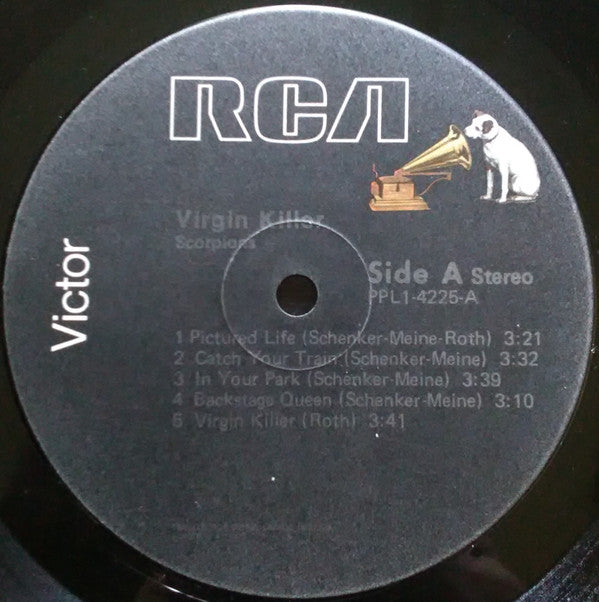 RCA
Victor
Virgin Killer
Scorpions
Side A Stereo
PPL1-4225-A
1 Pictured Life (Schenker-Meine-Roth) 3:21
2 Catch Your Train (Schenker-Meine) 3:32
3 In Your Park (Schenker-Meine) 3:39
4 Backstage Queen (Schenker-Meine) 3:10
5 Virgin Killer (Roth) 3:41